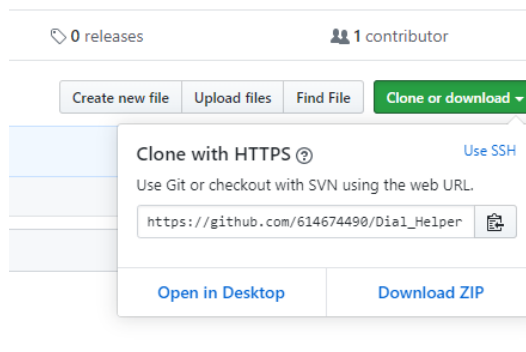 0 releases
1 contributor
Create new file Upload files Find File Clone or download
Clone with HTTPS Use SSH
Use Git or checkout with SVN using the web URL.
https://github.com/614674490/Dial_Helper
Open in Desktop Download ZIP